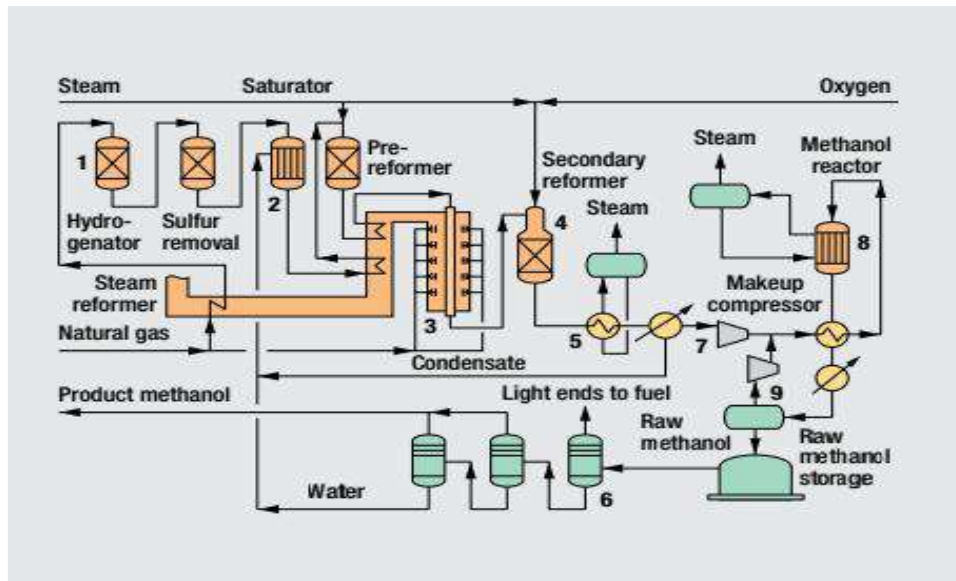 Steam
Saturator
Oxygen
1
Hydro-
genator
Sulfur
removal
2
Pre-
reformer
Secondary
reformer
4
Steam
Steam
Methanol
reactor
8
Steam
reformer
3
5
Makeup
compressor
7
Natural gas
Condensate
9
Product methanol
Light ends to fuel
Raw
methanol
Raw
methanol
storage
6
Water